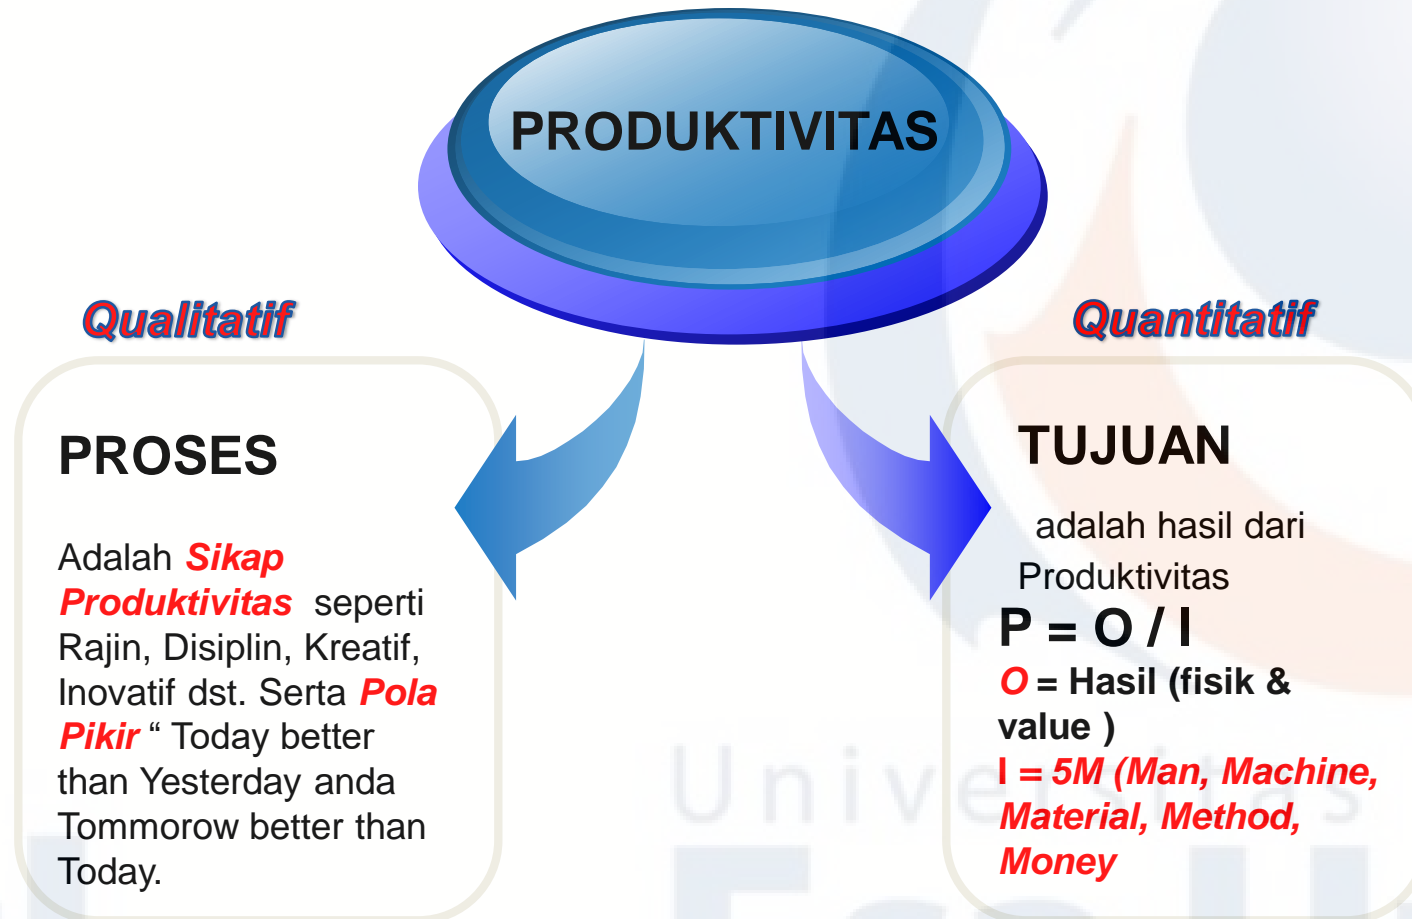 PRODUKTIVITAS
Qualitatif
PROSES
Adalah Sikap
Produktivitas seperti
Rajin, Disiplin, Kreatif,
Inovatif dst. Serta Pola
Pikir “ Today better
than Yesterday anda
Tommorow better than
Today.
Quantitatif
TUJUAN
adalah hasil dari
Produktivitas
P = O / I
O = Hasil (fisik &
value )
I = 5M (Man, Machine,
Material, Method,
Money
Universitas